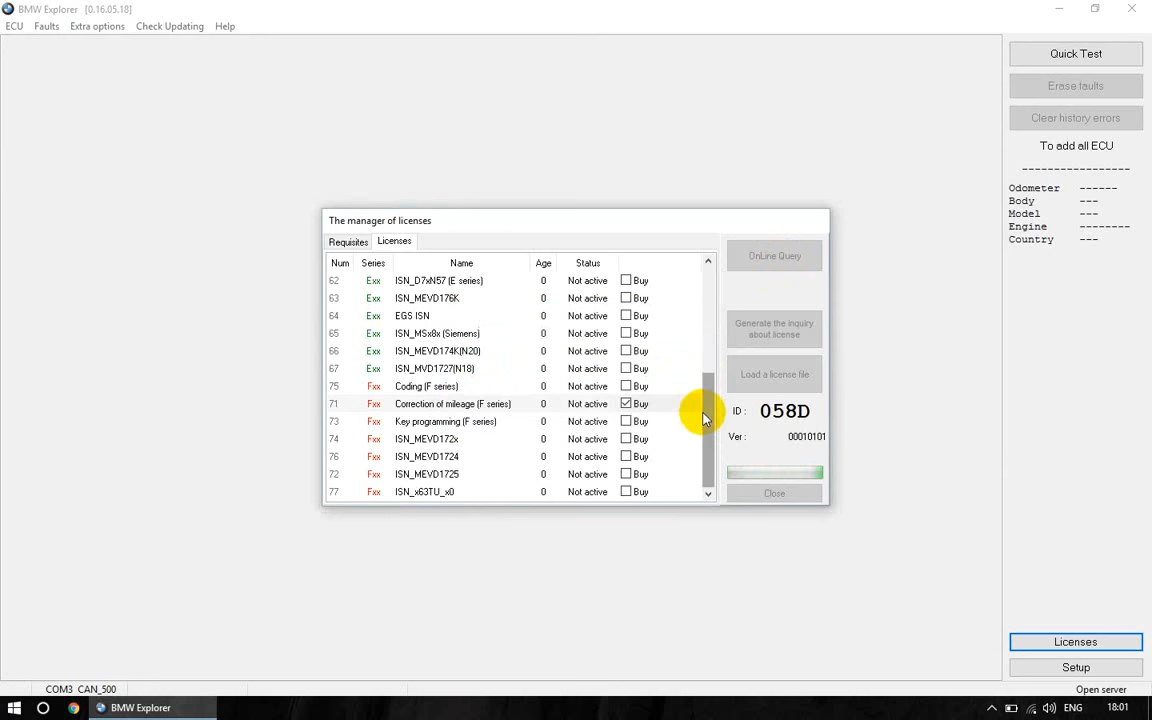 BMW Explorer [0.16.05.18]
ECU Faults Extra options Check Updating Help
Quick Test
Erase faults
Clear history errors
To add all ECU
-----------------
Odometer ------
Body ---
Model ---
Engine --------
Country ---
The manager of licenses
Requisites Licenses
Num Series Name Age Status
62 Exx ISN_D7xN57 (E series) 0 Not active Buy
63 Exx ISN_MEVD176K 0 Not active Buy
64 Exx EGS ISN 0 Not active Buy
65 Exx ISN_MSx8x (Siemens) 0 Not active Buy
66 Exx ISN_MEVD174K(N20) 0 Not active Buy
67 Exx ISN_MVD1727(N18) 0 Not active Buy
75 Fxx Coding (F series) 0 Not active Buy
71 Fxx Correction of mileage (F series) 0 Not active Buy
73 Fxx Key programming (F series) 0 Not active Buy
74 Fxx ISN_MEVD172x 0 Not active Buy
76 Fxx ISN_MEVD1724 0 Not active Buy
72 Fxx ISN_MEVD1725 0 Not active Buy
77 Fxx ISN_x63TU_x0 0 Not active Buy
OnLine Query
Generate the inquiry
about license
Load a license file
ID : 058D
Ver : 00010101
Close
Licenses
Setup
COM3 CAN_500
Open server
BMW Explorer
ENG
18:01